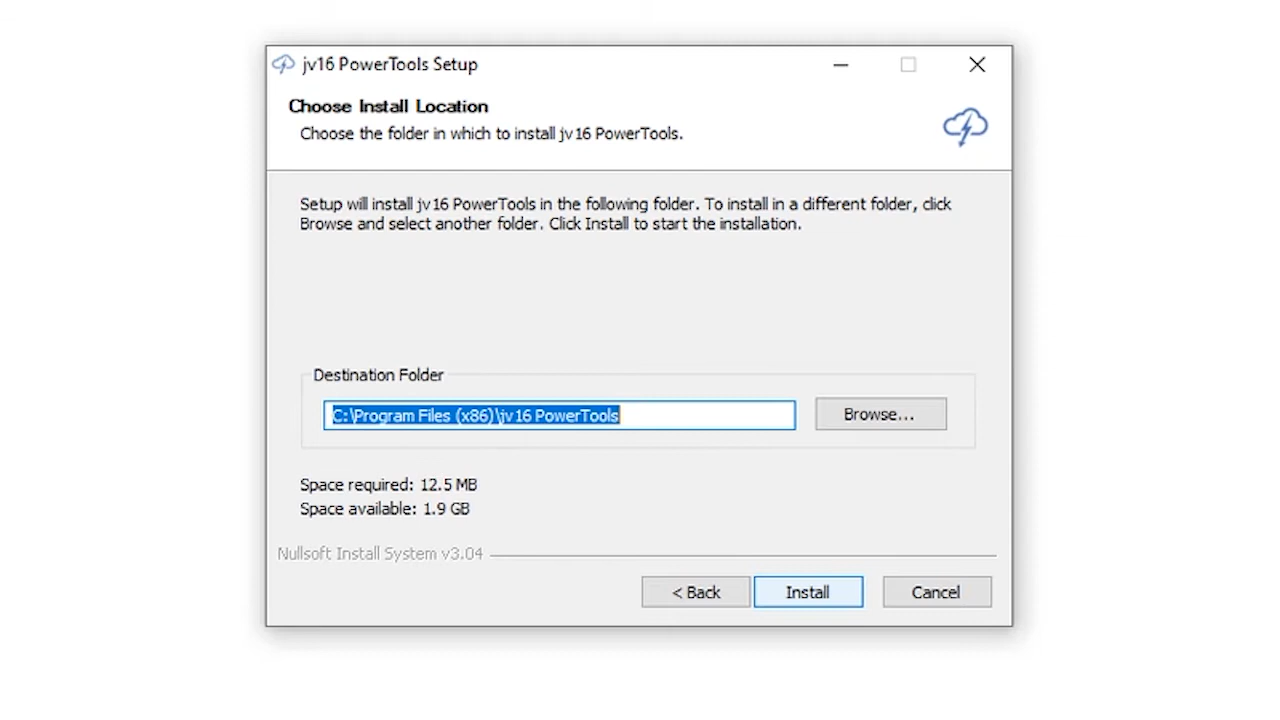 jv16 PowerTools Setup
Choose Install Location
Choose the folder in which to install jv16 PowerTools.
Setup will install jv16 PowerTools in the following folder. To install in a different folder, click
Browse and select another folder. Click Install to start the installation.
Destination Folder
C:\Program Files (x86)\jv16 PowerTools
Browse...
Space required: 12.5 MB
Space available: 1.9 GB
Nullsoft Install System v3.04
< Back
Install
Cancel